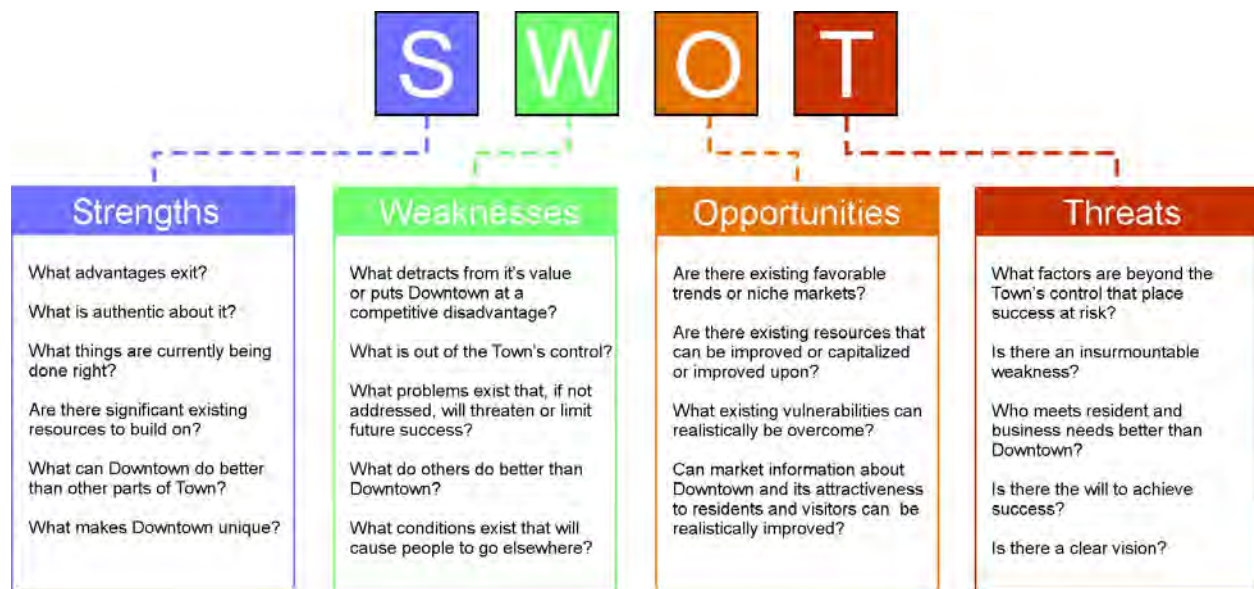 S W O T
Strengths
What advantages exit?
What is authentic about it?
What things are currently being
done right?
Are there significant existing
resources to build on?
What can Downtown do better
than other parts of Town?
What makes Downtown unique?
Weaknesses
What detracts from it's value
or puts Downtown at a
competitive disadvantage?
What is out of the Town's control?
What problems exist that, if not
addressed, will threaten or limit
future success?
What do others do better than
Downtown?
What conditions exist that will
cause people to go elsewhere?
Opportunities
Are there existing favorable
trends or niche markets?
Are there existing resources that
can be improved or capitalized
or improved upon?
What existing vulnerabilities can
realistically be overcome?
Can market information about
Downtown and its attractiveness
to residents and visitors can be
realistically improved?
Threats
What factors are beyond the
Town's control that place
success at risk?
Is there an insurmountable
weakness?
Who meets resident and
business needs better than
Downtown?
Is there the will to achieve
success?
Is there a clear vision?